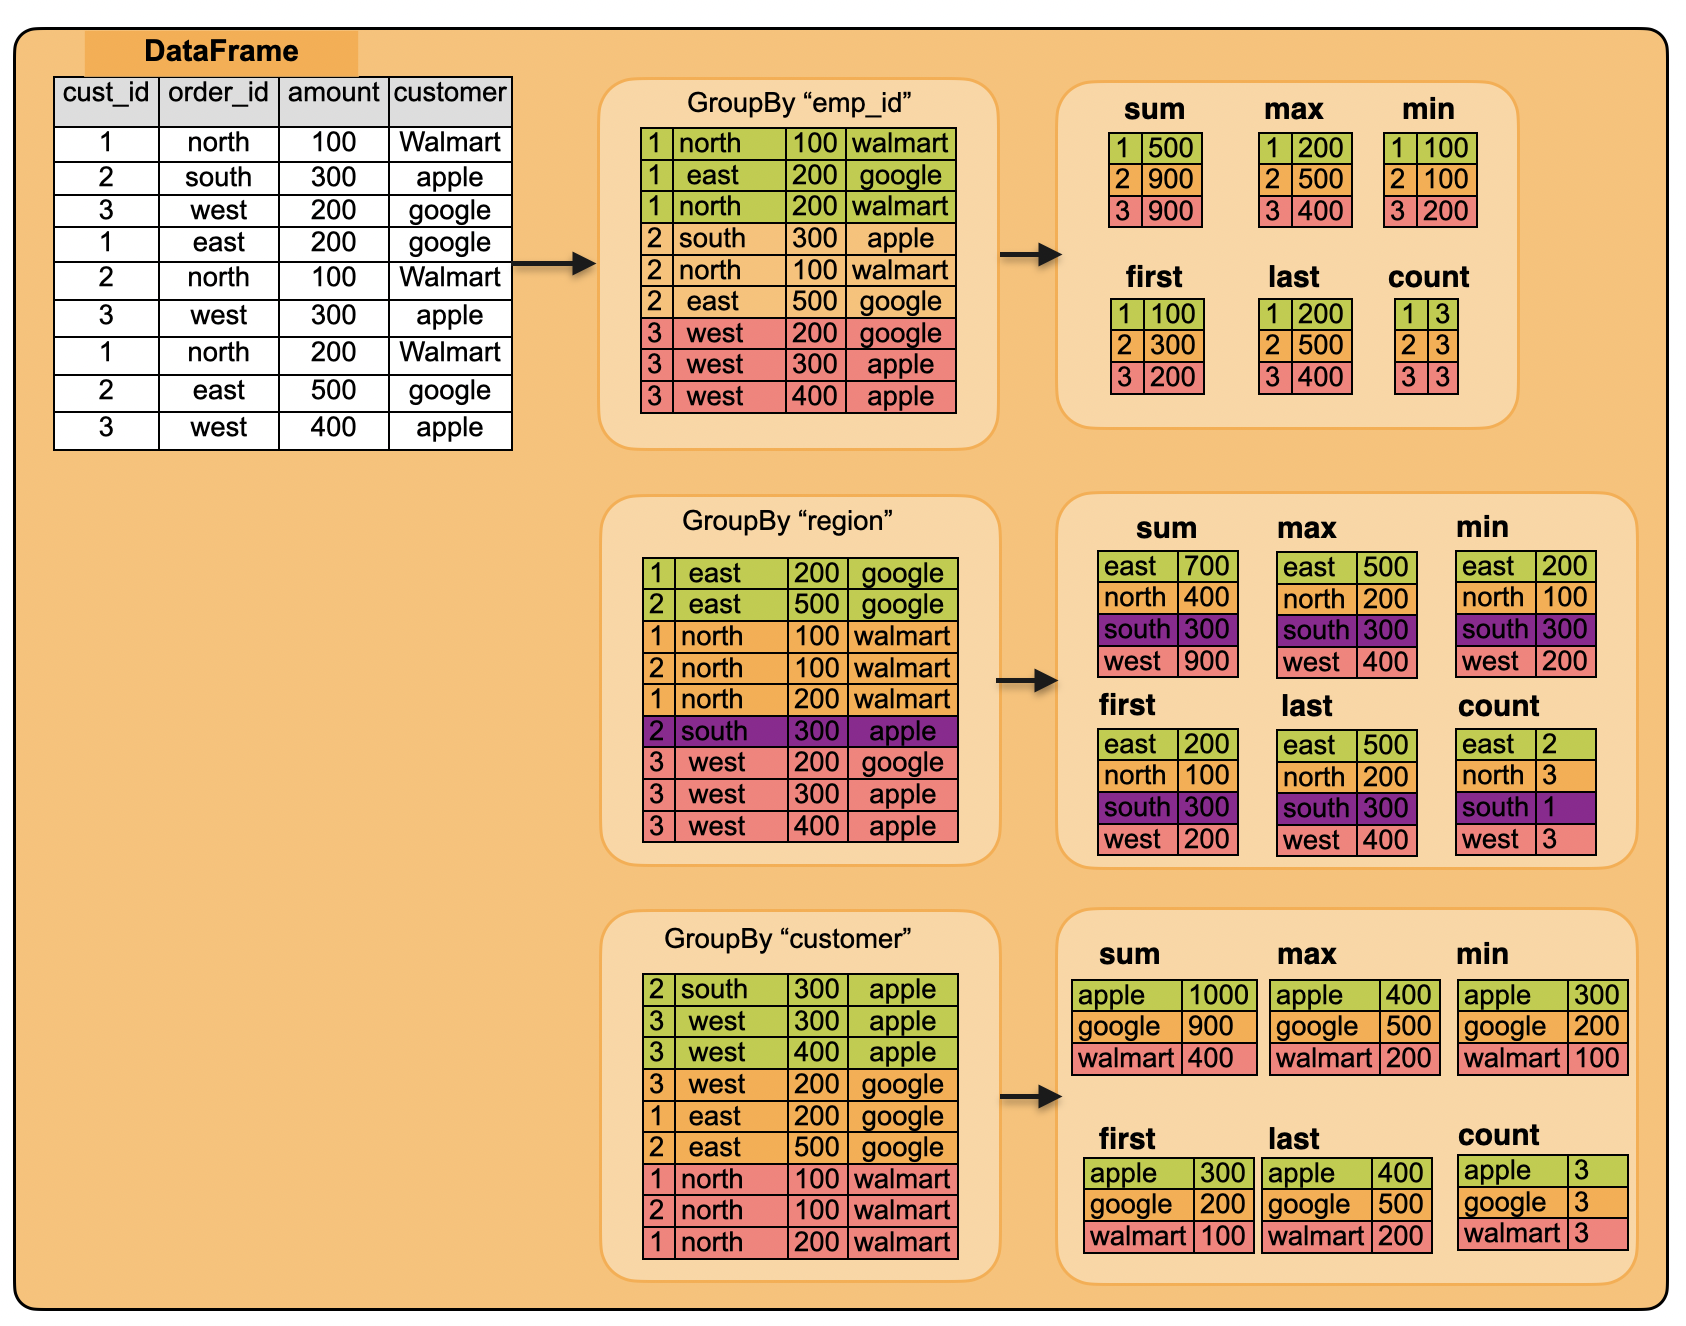 DataFrame
cust_id order_id amount customer
1 north 100 Walmart
2 south 300 apple
3 west 200 google
1 east 200 google
2 north 100 Walmart
3 west 300 apple
1 north 200 Walmart
2 east 500 google
3 west 400 apple
GroupBy “emp_id”
1 north 100 walmart
1 east 200 google
1 north 200 walmart
2 south 300 apple
2 north 100 walmart
2 east 500 google
3 west 200 google
3 west 300 apple
3 west 400 apple
sum max min
1 500 1 200 1 100
2 900 2 500 2 100
3 900 3 400 3 200
first last count
1 100 1 200 1 3
2 300 2 500 2 3
3 200 3 400 3 3
GroupBy “region”
1 east 200 google
2 east 500 google
1 north 100 walmart
2 north 100 walmart
1 north 200 walmart
2 south 300 apple
3 west 200 google
3 west 300 apple
3 west 400 apple
sum max min
east 700 east 500 east 200
north 400 north 200 north 100
south 300 south 300 south 300
west 900 west 400 west 200
first last count
east 200 east 500 east 2
north 100 north 200 north 3
south 300 south 300 south 1
west 200 west 400 west 3
GroupBy “customer”
2 south 300 apple
3 west 300 apple
3 west 400 apple
3 west 200 google
1 east 200 google
2 east 500 google
1 north 100 walmart
2 north 100 walmart
1 north 200 walmart
sum max min
apple 1000 apple 400 apple 300
google 900 google 500 google 200
walmart 400 walmart 200 walmart 100
first last count
apple 300 apple 400 apple 3
google 200 google 500 google 3
walmart 100 walmart 200 walmart 3